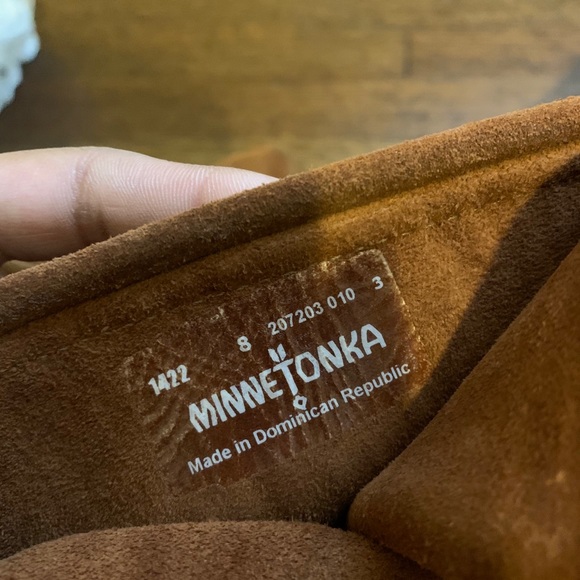 1422 8 207203 010 3
MINNETONKA
Made in Dominican Republic